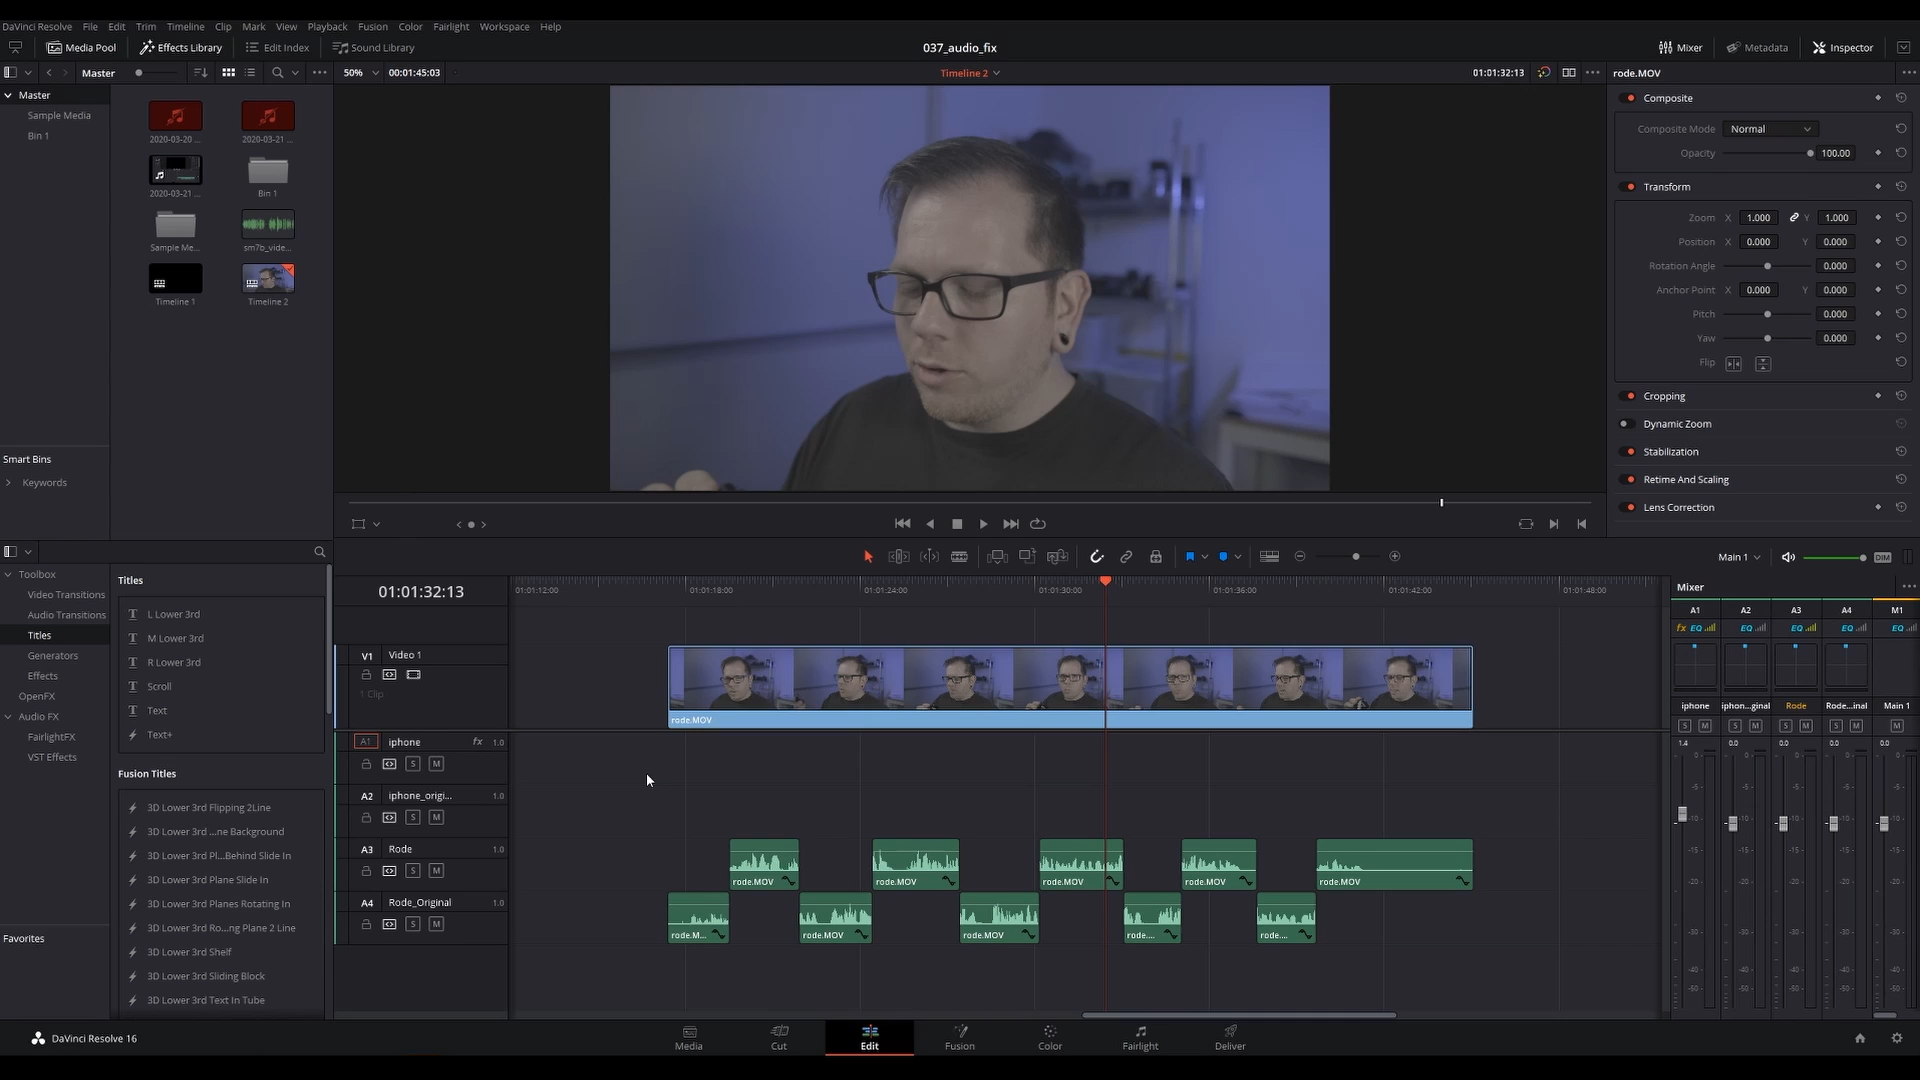 DaVinci Resolve File Edit Trim Timeline Clip Mark View Playback Fusion Color Fairlight Workspace Help
Media Pool Effects Library Edit Index Sound Library 037_audio_fix Mixer Metadata Inspector
Master 50% 00:01:45:03 Timeline 2 01:01:32:13 rode.MOV
Master
Sample Media
Bin 1
2020-03-20 ... 2020-03-21 ...
2020-03-21 ... Bin 1
Sample Me... sm7b_vide...
Timeline 1 Timeline 2
Smart Bins
Keywords
Composite
Composite Mode Normal
Opacity 100.00
Transform
Zoom X 1.000 Y 1.000
Position X 0.000 Y 0.000
Rotation Angle 0.000
Anchor Point X 0.000 Y 0.000
Pitch 0.000
Yaw 0.000
Flip
Cropping
Dynamic Zoom
Stabilization
Retime And Scaling
Lens Correction
Toolbox
Video Transitions
Audio Transitions
Titles
Generators
Effects
OpenFX
Audio FX
FairlightFX
VST Effects
Favorites
Titles
L Lower 3rd
M Lower 3rd
R Lower 3rd
Scroll
Text
Text+
Fusion Titles
3D Lower 3rd Flipping 2Line
3D Lower 3rd ...ne Background
3D Lower 3rd Pl...Behind Slide In
3D Lower 3rd Plane Slide In
3D Lower 3rd Planes Rotating In
3D Lower 3rd Ro...ng Plane 2 Line
3D Lower 3rd Shelf
3D Lower 3rd Sliding Block
3D Lower 3rd Text In Tube
Main 1 DIM
01:01:32:13 01:01:12:00 01:01:18:00 01:01:24:00 01:01:30:00 01:01:36:00 01:01:42:00 01:01:48:00
V1 Video 1
1 Clip
rode.MOV
A1 iphone fx 1.0
S M
A2 iphone_origi... 1.0
S M
A3 Rode 1.0
S M
rode.MOV rode.MOV rode.MOV rode.MOV rode.MOV
A4 Rode_Original 1.0
S M
rode.M... rode.MOV rode.MOV rode.... rode....
Mixer
A1 A2 A3 A4 M1
fx EQ EQ EQ EQ EQ
iphone iphon...ginal Rode Rode...inal Main 1
S M S M S M S M M
1.4 0.0 0.0 0.0 0.0
DaVinci Resolve 16 Media Cut Edit Fusion Color Fairlight Deliver